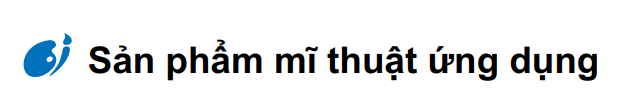 Sản phẩm mĩ thuật ứng dụng